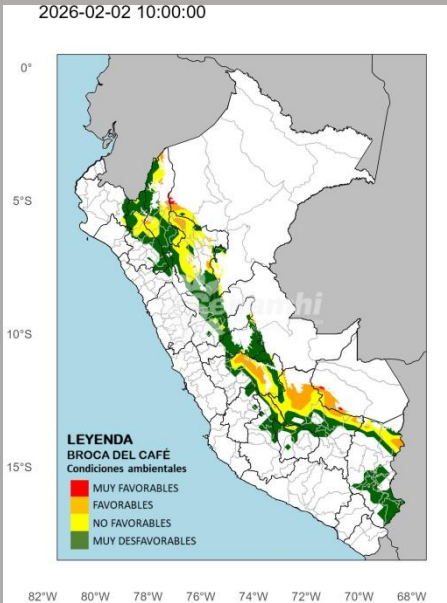 2026-02-02 10:00:00
0°
5°S
10°S
15°S
Senamhi
LEYENDA
BROCA DEL CAFÉ
Condiciones ambientales
MUY FAVORABLES
FAVORABLES
NO FAVORABLES
MUY DESFAVORABLES
82°W 80°W 78°W 76°W 74°W 72°W 70°W 68°W